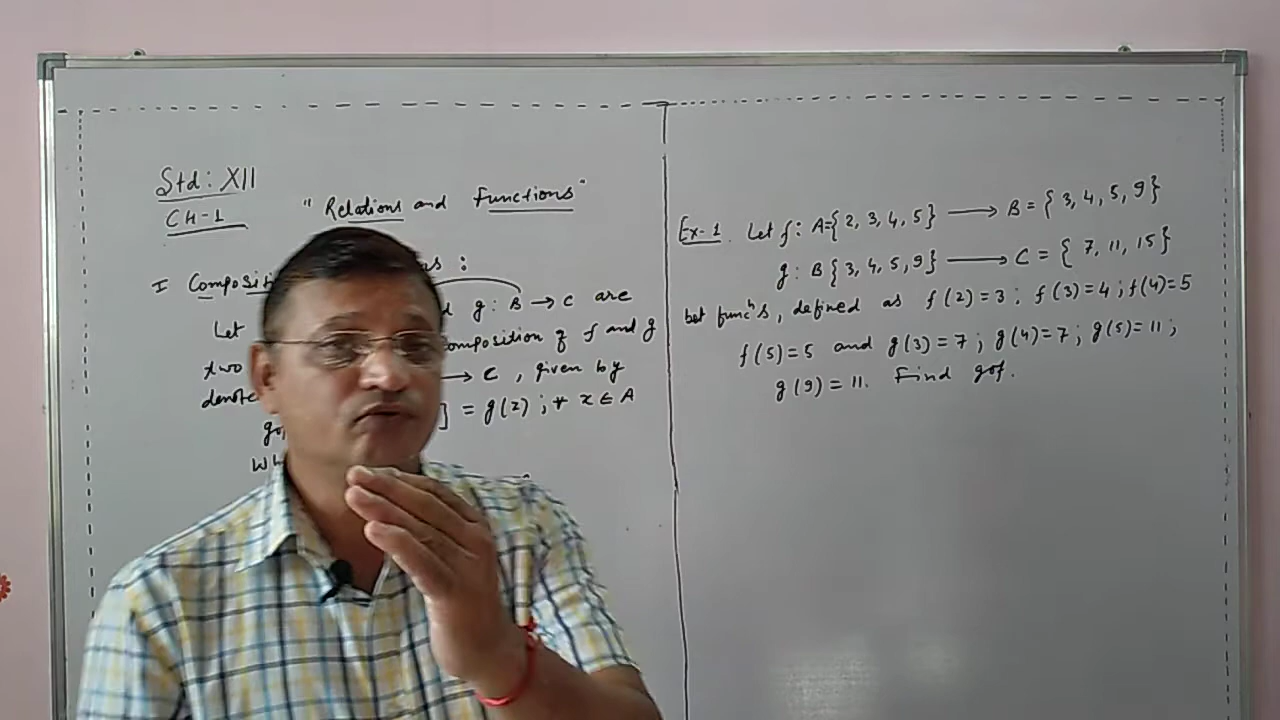 Std: XII
CH-1
"Relations and Functions"
I Composit :
Let g: B → C are
two composition of f and g
denote → C, given by
go ] = g(z) ; ∀ x ∈ A
Wh
Ex-1. Let f: A={2, 3, 4, 5} → B = {3, 4, 5, 9}
g: B{3, 4, 5, 9} → C = {7, 11, 15}
bet funcⁿs, defined as f(2)=3; f(3)=4; f(4)=5
f(5)=5 and g(3)=7; g(4)=7; g(5)=11;
g(9)=11. Find gof.